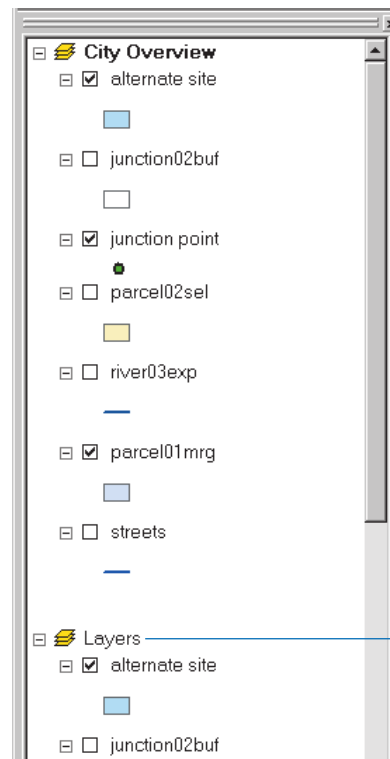 City Overview
alternate site
junction02buf
junction point
parcel02sel
river03exp
parcel01mrg
streets
Layers
alternate site
junction02buf